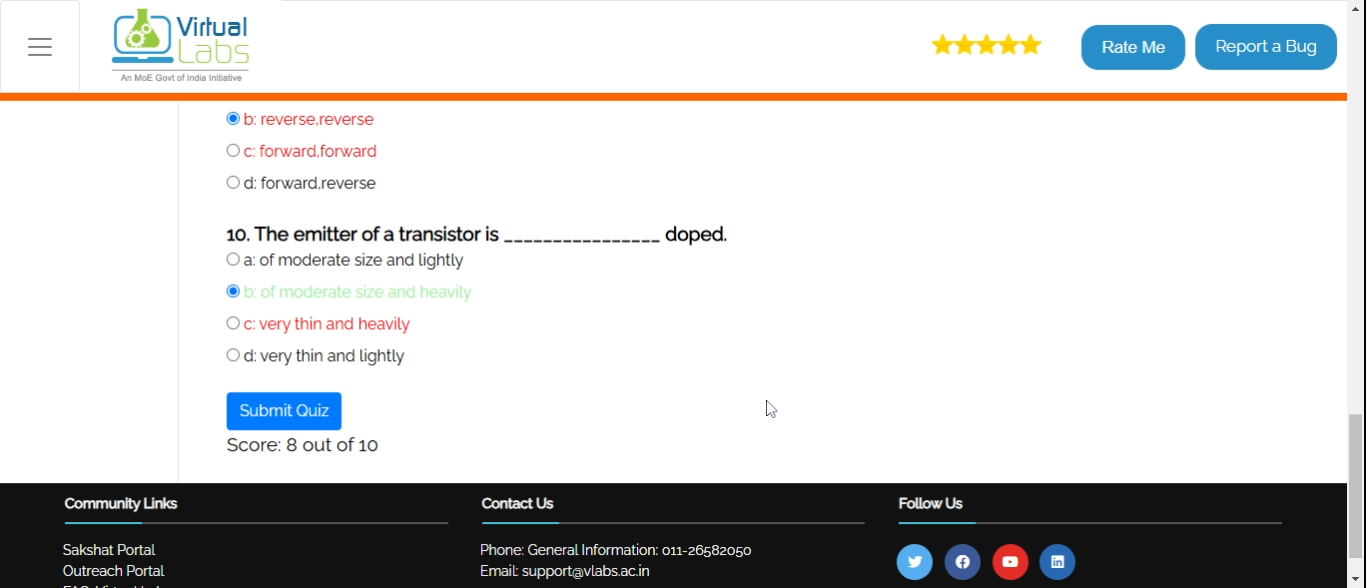 Virtual
Labs
An MoE Govt of India Initiative
Rate Me
Report a Bug
b: reverse,reverse
c: forward,forward
d: forward,reverse
10. The emitter of a transistor is ________________ doped.
a: of moderate size and lightly
b: of moderate size and heavily
c: very thin and heavily
d: very thin and lightly
Submit Quiz
Score: 8 out of 10
Community Links
Contact Us
Follow Us
Sakshat Portal
Phone: General Information: 011-26582050
Outreach Portal
Email: support@vlabs.ac.in